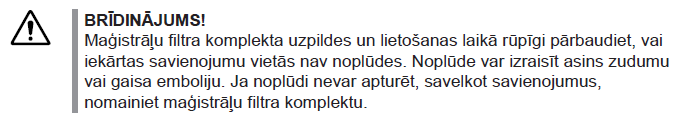 BRĪDINĀJUMS!
Maģistrāļu filtra komplekta uzpildes un lietošanas laikā rūpīgi pārbaudiet, vai
iekārtas savienojumu vietās nav noplūdes. Noplūde var izraisīt asins zudumu
vai gaisa emboliju. Ja noplūdi nevar apturēt, savelkot savienojumus,
nomainiet maģistrāļu filtra komplektu.